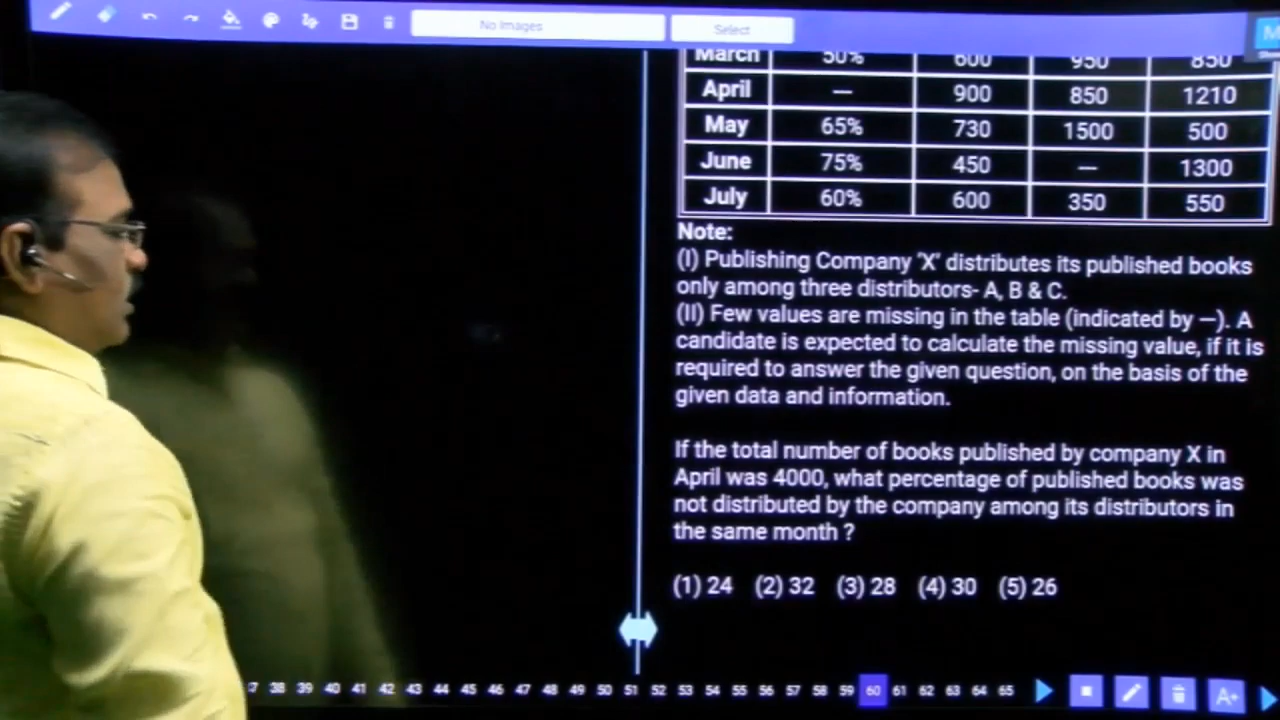 No Images Select
March 50% 600 950 850
April — 900 850 1210
May 65% 730 1500 500
June 75% 450 — 1300
July 60% 600 350 550
Note:
(I) Publishing Company 'X' distributes its published books
only among three distributors- A, B & C.
(II) Few values are missing in the table (indicated by —). A
candidate is expected to calculate the missing value, if it is
required to answer the given question, on the basis of the
given data and information.
If the total number of books published by company X in
April was 4000, what percentage of published books was
not distributed by the company among its distributors in
the same month ?
(1) 24 (2) 32 (3) 28 (4) 30 (5) 26
38 39 40 41 42 43 44 45 46 47 48 49 50 51 52 53 54 55 56 57 58 59 60 61 62 63 64 65 A+